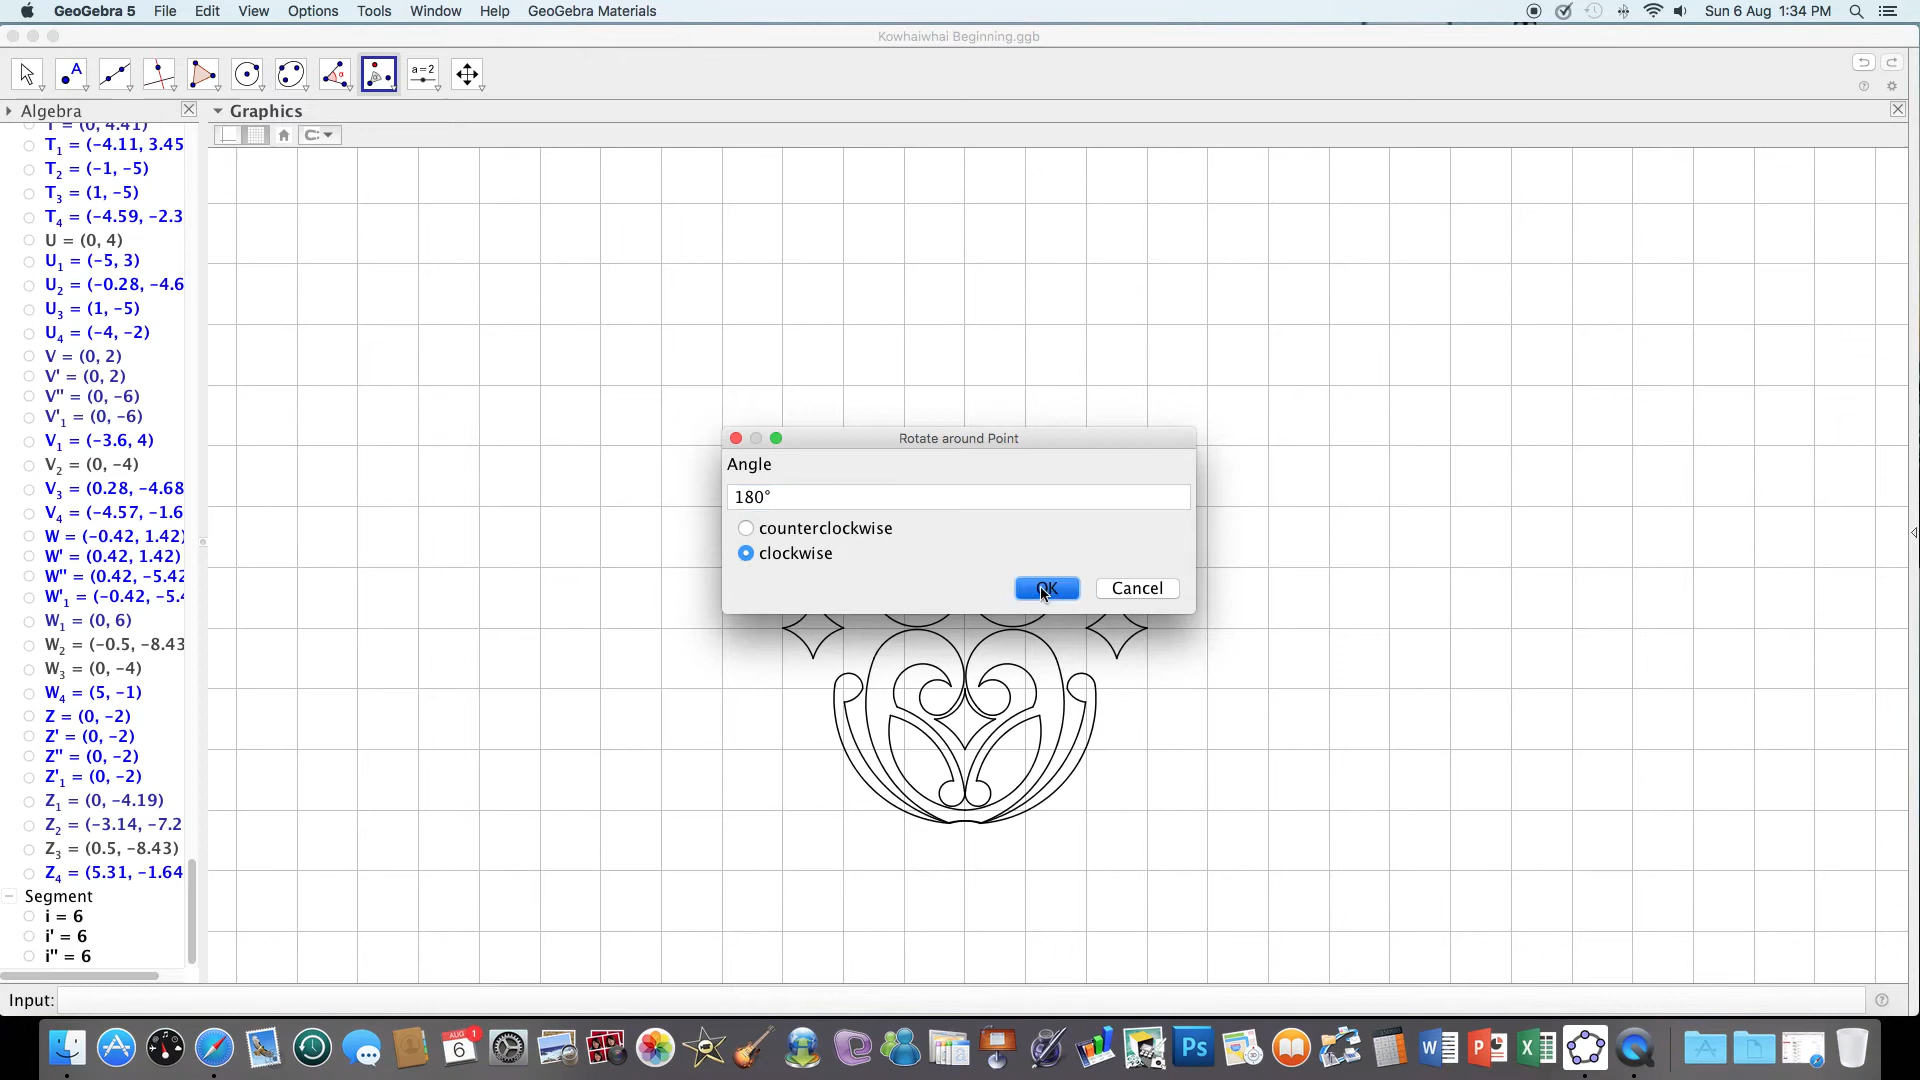 GeoGebra 5 File Edit View Options Tools Window Help GeoGebra Materials Sun 6 Aug 1:34 PM
Kowhaiwhai Beginning.ggb
A α a=2
Algebra Graphics
T = (0, 4.41)
T1 = (-4.11, 3.45
T2 = (-1, -5)
T3 = (1, -5)
T4 = (-4.59, -2.3
U = (0, 4)
U1 = (-5, 3)
U2 = (-0.28, -4.6
U3 = (1, -5)
U4 = (-4, -2)
V = (0, 2)
V' = (0, 2)
V" = (0, -6)
V'1 = (0, -6)
V1 = (-3.6, 4)
V2 = (0, -4)
V3 = (0.28, -4.68
V4 = (-4.57, -1.6
W = (-0.42, 1.42)
W' = (0.42, 1.42)
W" = (0.42, -5.42
W'1 = (-0.42, -5.4
W1 = (0, 6)
W2 = (-0.5, -8.43
W3 = (0, -4)
W4 = (5, -1)
Z = (0, -2)
Z' = (0, -2)
Z" = (0, -2)
Z'1 = (0, -2)
Z1 = (0, -4.19)
Z2 = (-3.14, -7.2
Z3 = (0.5, -8.43)
Z4 = (5.31, -1.64
Segment
i = 6
i' = 6
i" = 6
Rotate around Point
Angle
180°
counterclockwise
clockwise
OK Cancel
Input:
AUG 1
6
Ps